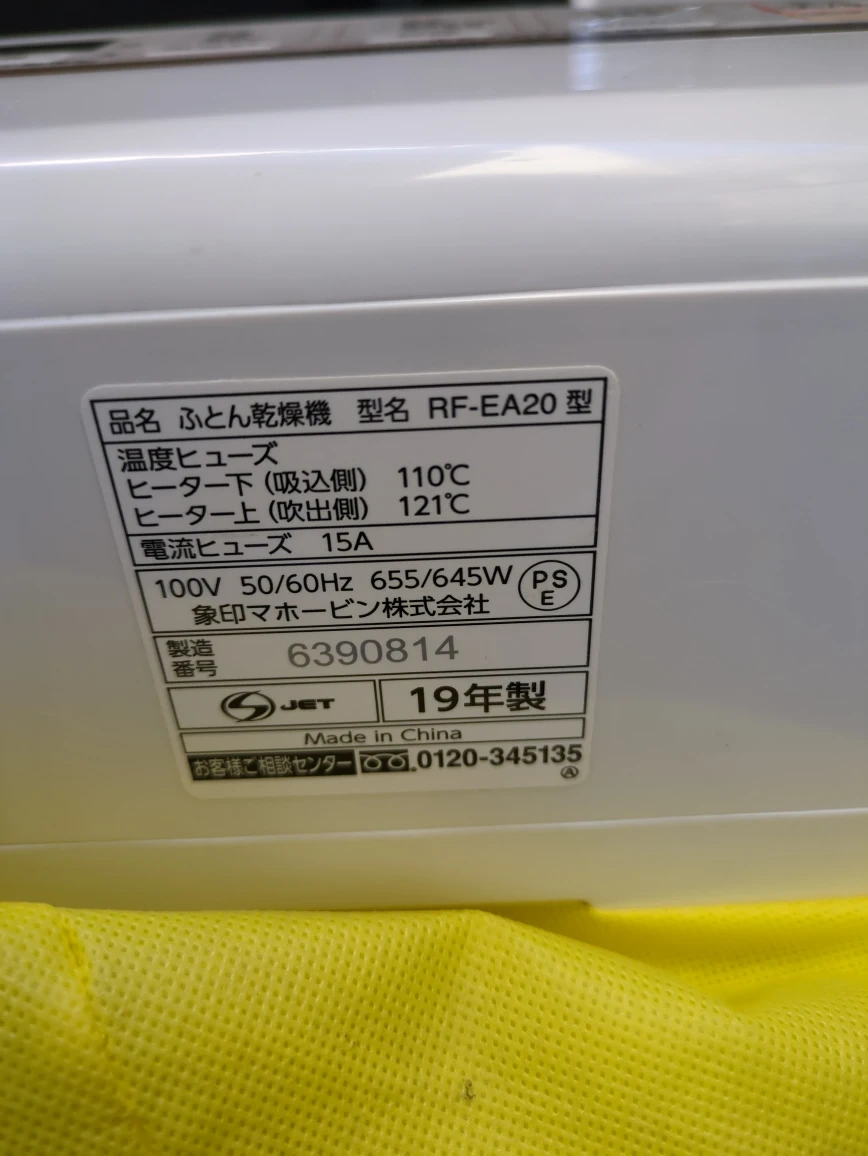 品名 ふとん乾燥機 型名 RF-EA20 型
温度ヒューズ
ヒーター下 (吸込側) 110℃
ヒーター上 (吹出側) 121℃
電流ヒューズ 15A
100V 50/60Hz 655/645W PSE
象印マホービン株式会社
製造番号 6390814
JET 19年製
Made in China
お客様ご相談センター 0120-345135
Ⓐ